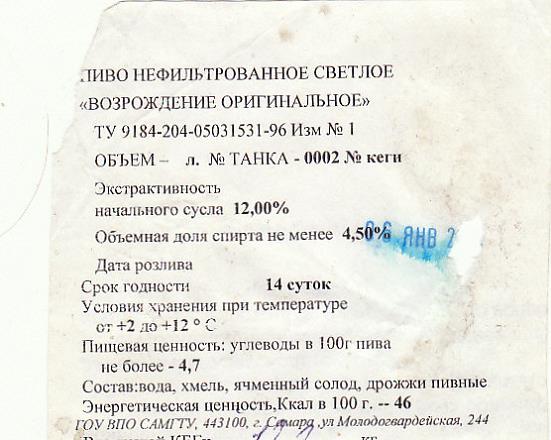 ПИВО НЕФИЛЬТРОВАННОЕ СВЕТЛОЕ
«ВОЗРОЖДЕНИЕ ОРИГИНАЛЬНОЕ»
ТУ 9184-204-05031531-96 Изм № 1
ОБЪЕМ – л. № ТАНКА - 0002 № кеги
Экстрактивность
начального сусла 12,00%
Объемная доля спирта не менее 4,50%
06 ЯНВ 2
Дата розлива
Срок годности 14 суток
Условия хранения при температуре
от +2 до +12 ° С
Пищевая ценность: углеводы в 100г пива
не более - 4,7
Состав:вода, хмель, ячменный солод, дрожжи пивные
Энергетическая ценность,Ккал в 100 г. -- 46
ГОУ ВПО САМГТУ, 443100, г. Самара ,ул Молодогвардейская, 244